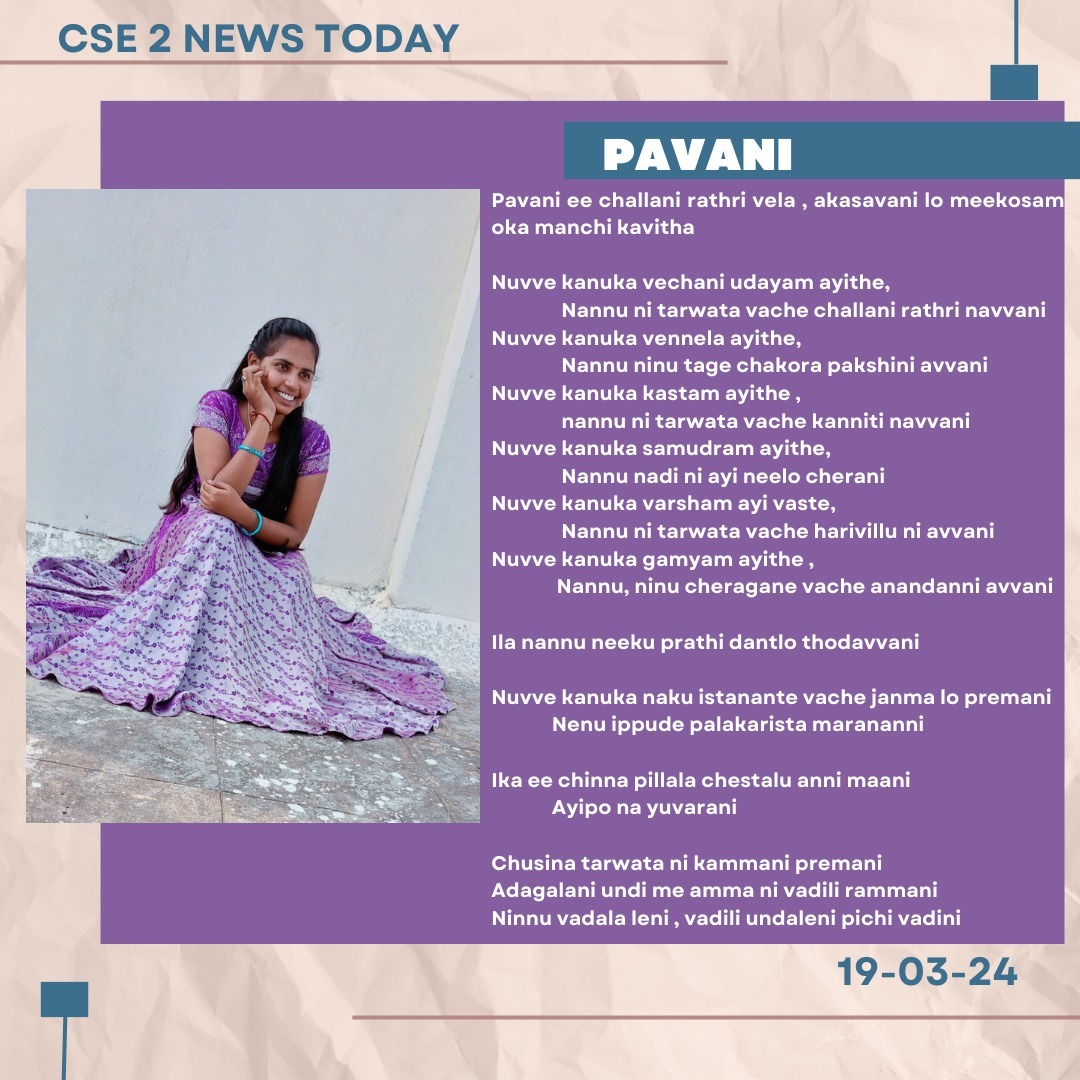 CSE 2 NEWS TODAY
PAVANI
Pavani ee challani rathri vela , akasavani lo meekosam
oka manchi kavitha
Nuvve kanuka vechani udayam ayithe,
Nannu ni tarwata vache challani rathri navvani
Nuvve kanuka vennela ayithe,
Nannu ninu tage chakora pakshini avvani
Nuvve kanuka kastam ayithe ,
nannu ni tarwata vache kanniti navvani
Nuvve kanuka samudram ayithe,
Nannu nadi ni ayi neelo cherani
Nuvve kanuka varsham ayi vaste,
Nannu ni tarwata vache harivillu ni avvani
Nuvve kanuka gamyam ayithe ,
Nannu, ninu cheragane vache anandanni avvani
Ila nannu neeku prathi dantlo thodavvani
Nuvve kanuka naku istanante vache janma lo premani
Nenu ippude palakarista marananni
Ika ee chinna pillala chestalu anni maani
Ayipo na yuvarani
Chusina tarwata ni kammani premani
Adagalani undi me amma ni vadili rammani
Ninnu vadala leni , vadili undaleni pichi vadini
19-03-24